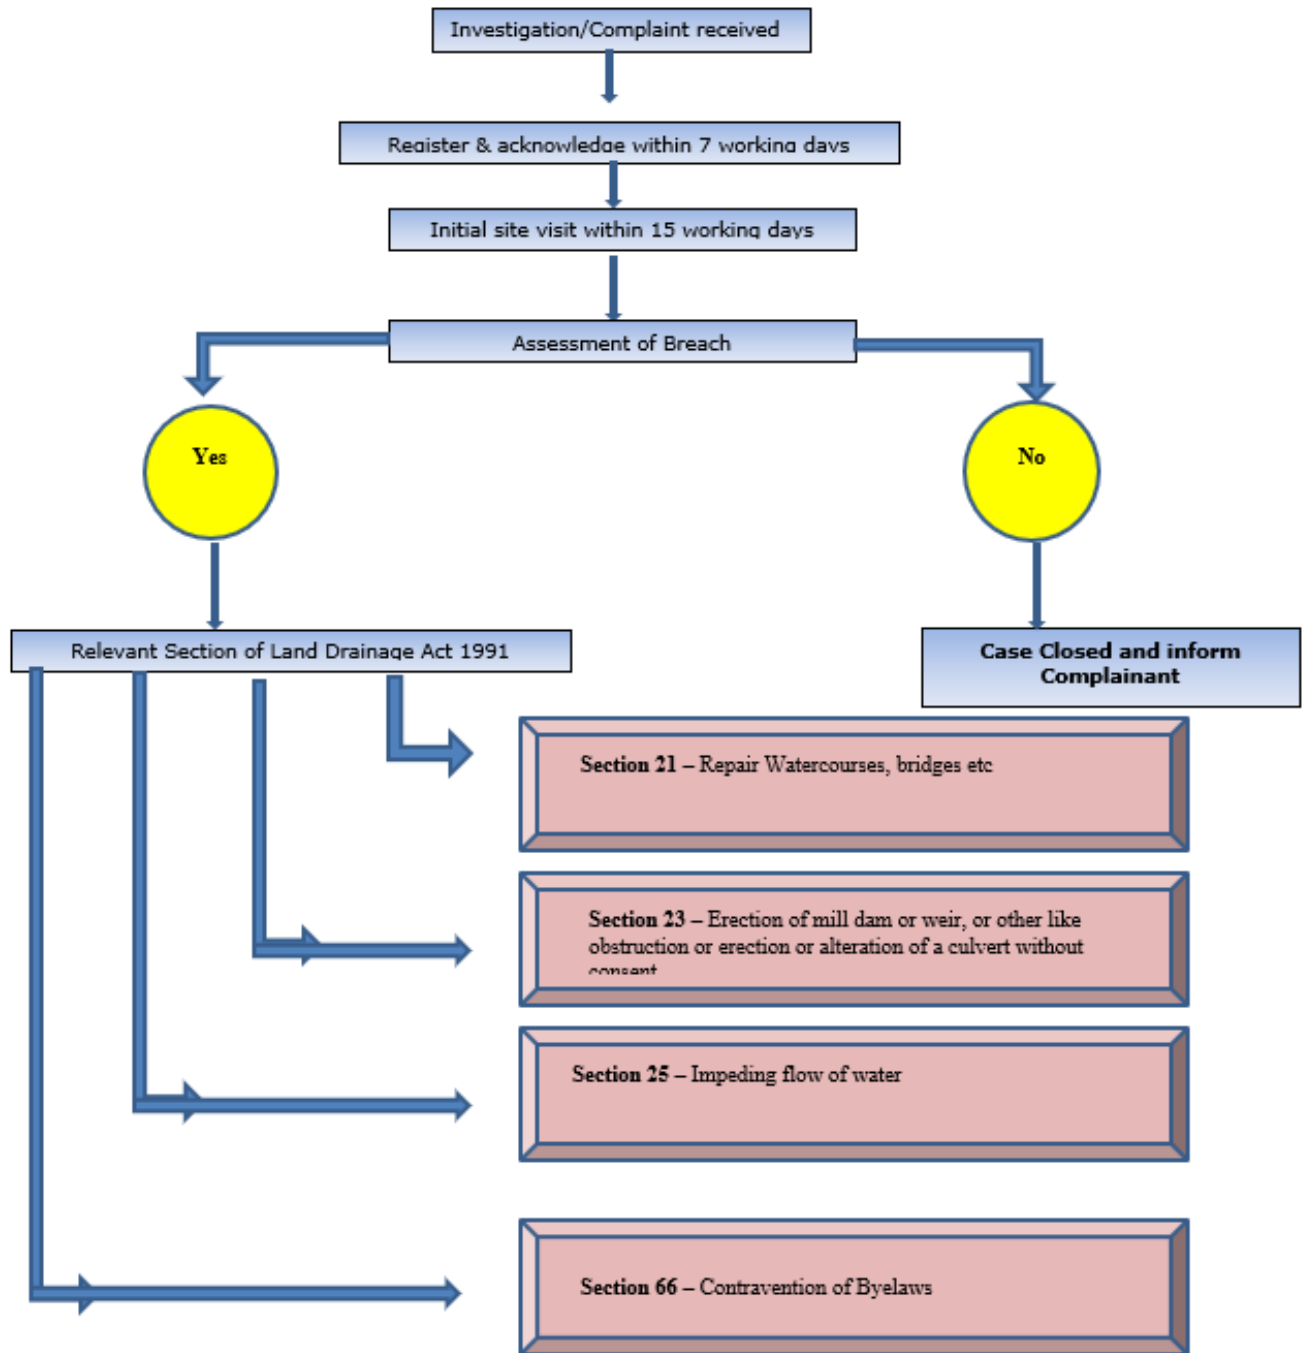 Investigation/Complaint received
Register & acknowledge within 7 working days
Initial site visit within 15 working days
Assessment of Breach
Yes
No
Relevant Section of Land Drainage Act 1991
Case Closed and inform
Complainant
Section 21 – Repair Watercourses, bridges etc
Section 23 – Erection of mill dam or weir, or other like
obstruction or erection or alteration of a culvert without
consent
Section 25 – Impeding flow of water
Section 66 – Contravention of Byelaws